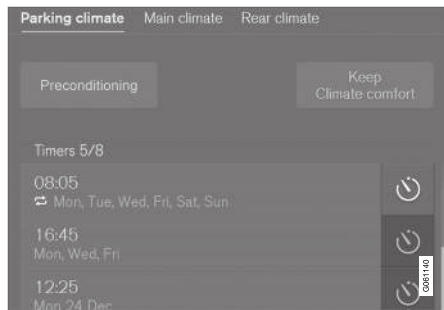 Parking climate Main climate Rear climate
Preconditioning
Keep
Climate comfort
Timers 5/8
08:05
Mon, Tue, Wed, Fri, Sat, Sun
16:45
Mon, Wed, Fri
12:25
Mon 24 Dec
G061140